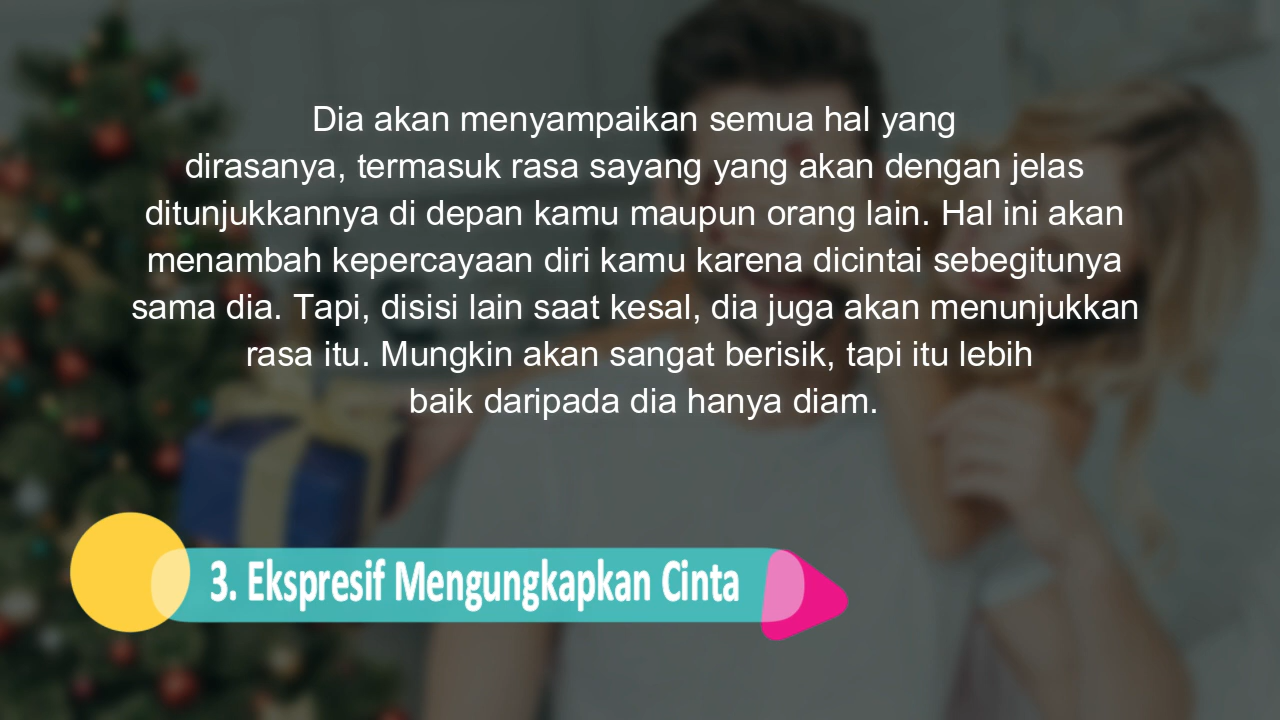 Dia akan menyampaikan semua hal yang
dirasanya, termasuk rasa sayang yang akan dengan jelas
ditunjukkannya di depan kamu maupun orang lain. Hal ini akan
menambah kepercayaan diri kamu karena dicintai sebegitunya
sama dia. Tapi, disisi lain saat kesal, dia juga akan menunjukkan
rasa itu. Mungkin akan sangat berisik, tapi itu lebih
baik daripada dia hanya diam.
3. Ekspresif Mengungkapkan Cinta